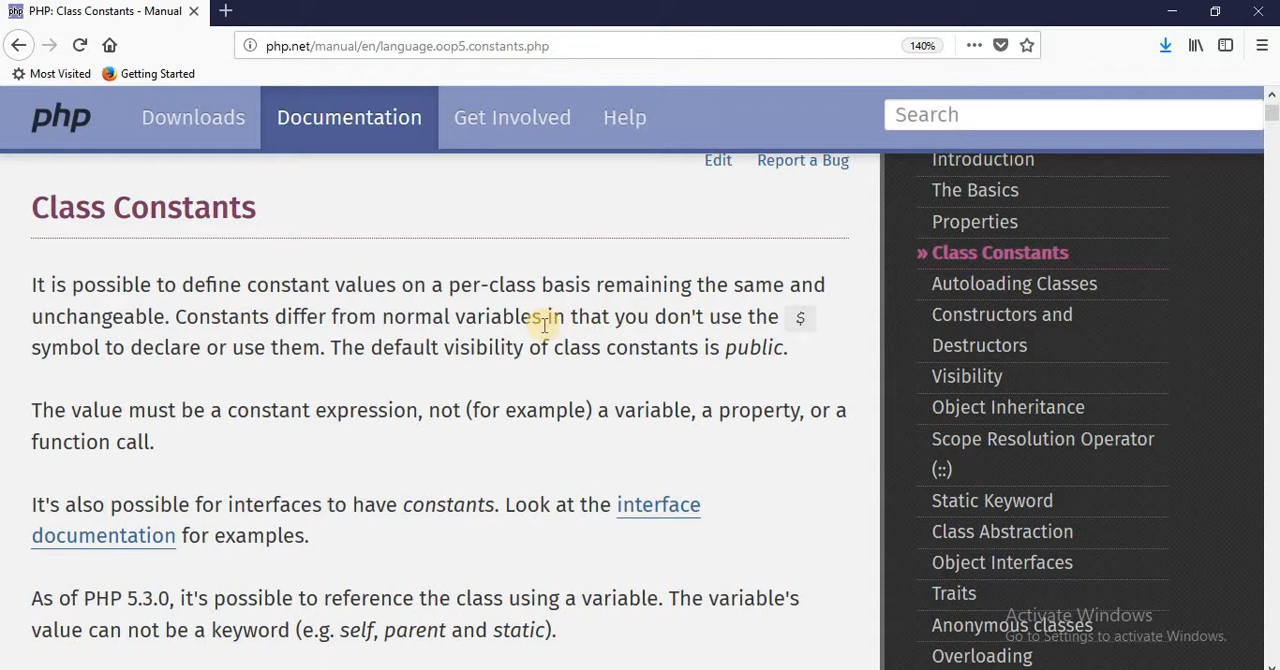 PHP: Class Constants - Manual
php.net/manual/en/language.oop5.constants.php
140%
Most Visited
Getting Started
php
Downloads
Documentation
Get Involved
Help
Search
Edit
Report a Bug
Class Constants
It is possible to define constant values on a per-class basis remaining the same and
unchangeable. Constants differ from normal variables in that you don't use the $
symbol to declare or use them. The default visibility of class constants is public.
The value must be a constant expression, not (for example) a variable, a property, or a
function call.
It's also possible for interfaces to have constants. Look at the interface
documentation for examples.
As of PHP 5.3.0, it's possible to reference the class using a variable. The variable's
value can not be a keyword (e.g. self, parent and static).
Introduction
The Basics
Properties
» Class Constants
Autoloading Classes
Constructors and
Destructors
Visibility
Object Inheritance
Scope Resolution Operator
(::)
Static Keyword
Class Abstraction
Object Interfaces
Traits
Anonymous classes
Overloading
Activate Windows
Go to Settings to activate Windows.